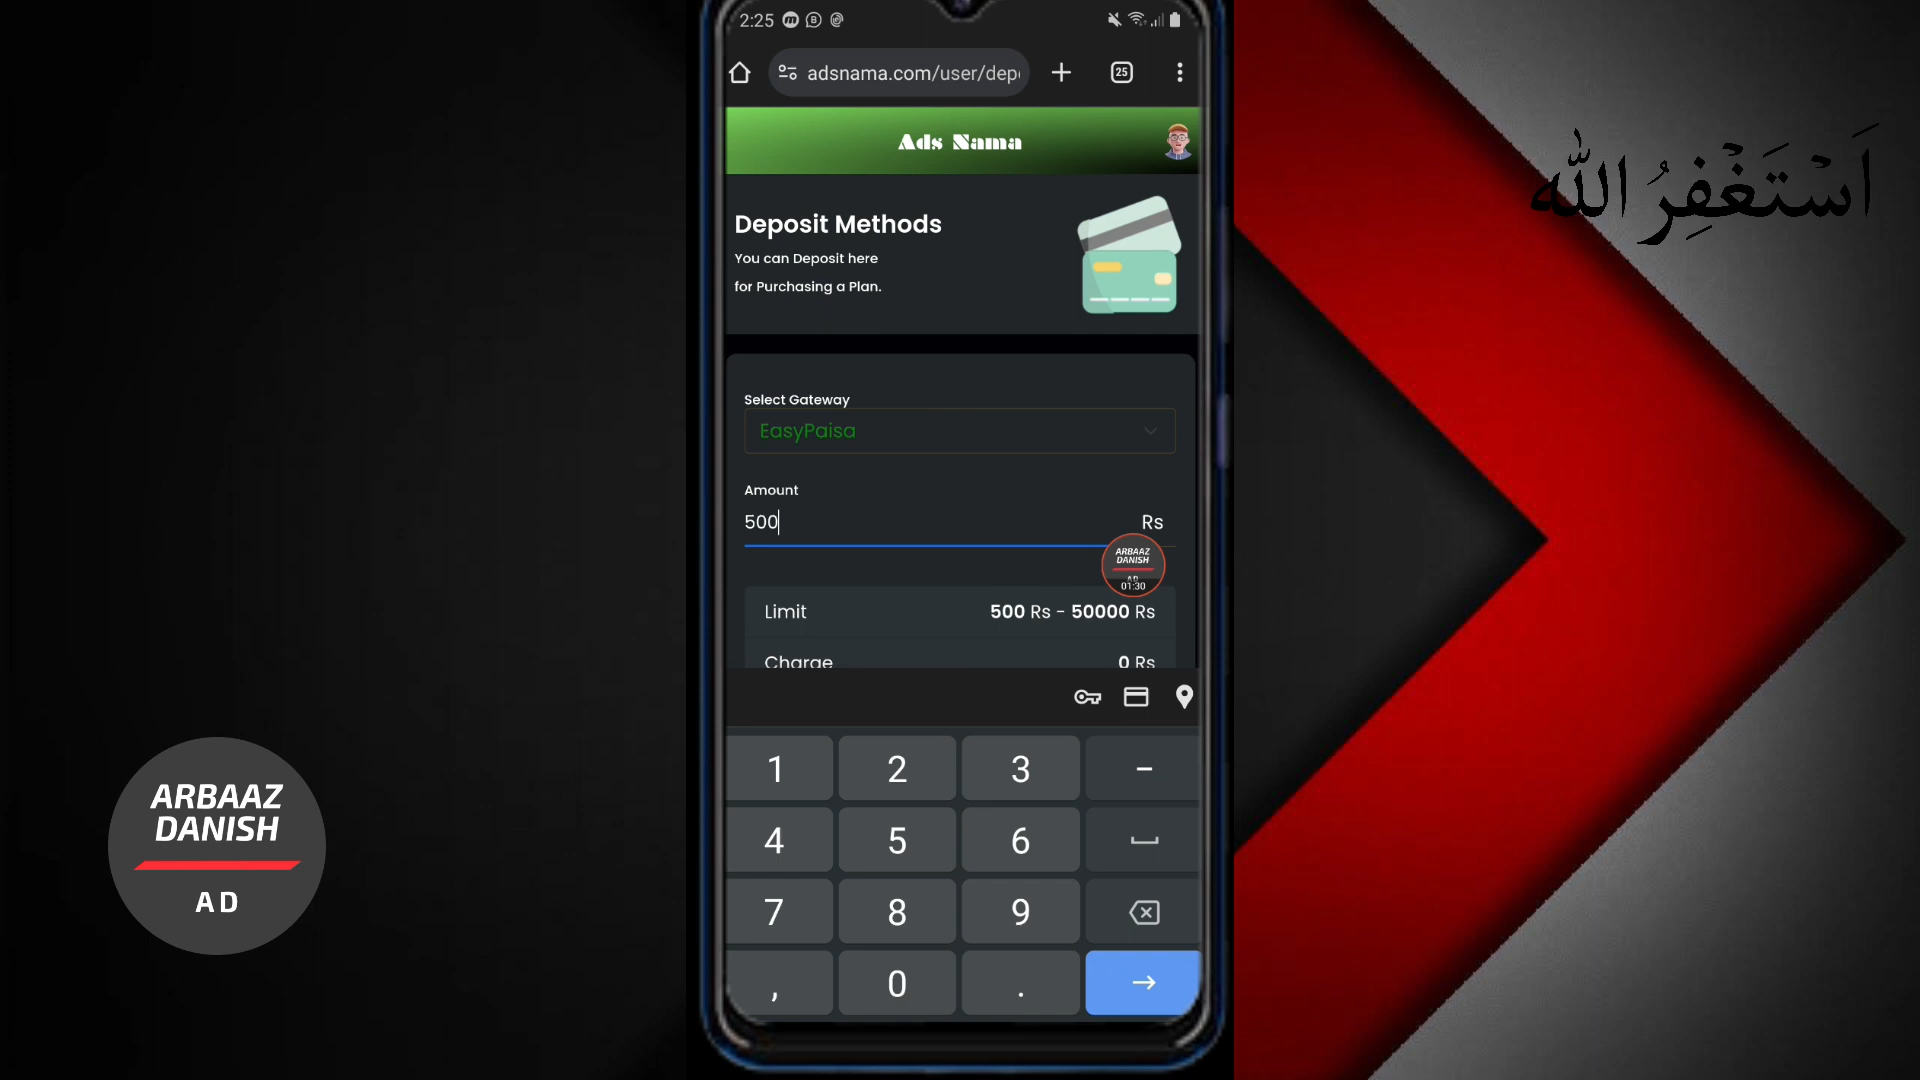 2:25
adsnama.com/user/dep
25
Ads Nama
Deposit Methods
You can Deposit here
for Purchasing a Plan.
Select Gateway
EasyPaisa
Amount
500 Rs
ARBAAZ
DANISH
01:30
Limit 500 Rs - 50000 Rs
Charge 0 Rs
1 2 3 -
4 5 6
7 8 9
, 0 .
أَسْتَغْفِرُ اللّٰه
ARBAAZ
DANISH
AD